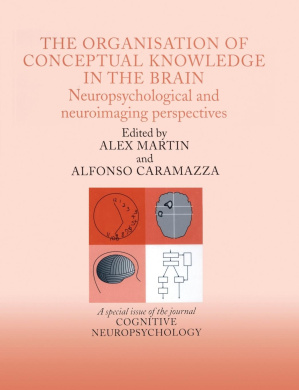 THE ORGANISATION OF
CONCEPTUAL KNOWLEDGE
IN THE BRAIN
Neuropsychological and
neuroimaging perspectives
Edited by
ALEX MARTIN
and
ALFONSO CARAMAZZA
A special issue of the journal
COGNITIVE
NEUROPSYCHOLOGY